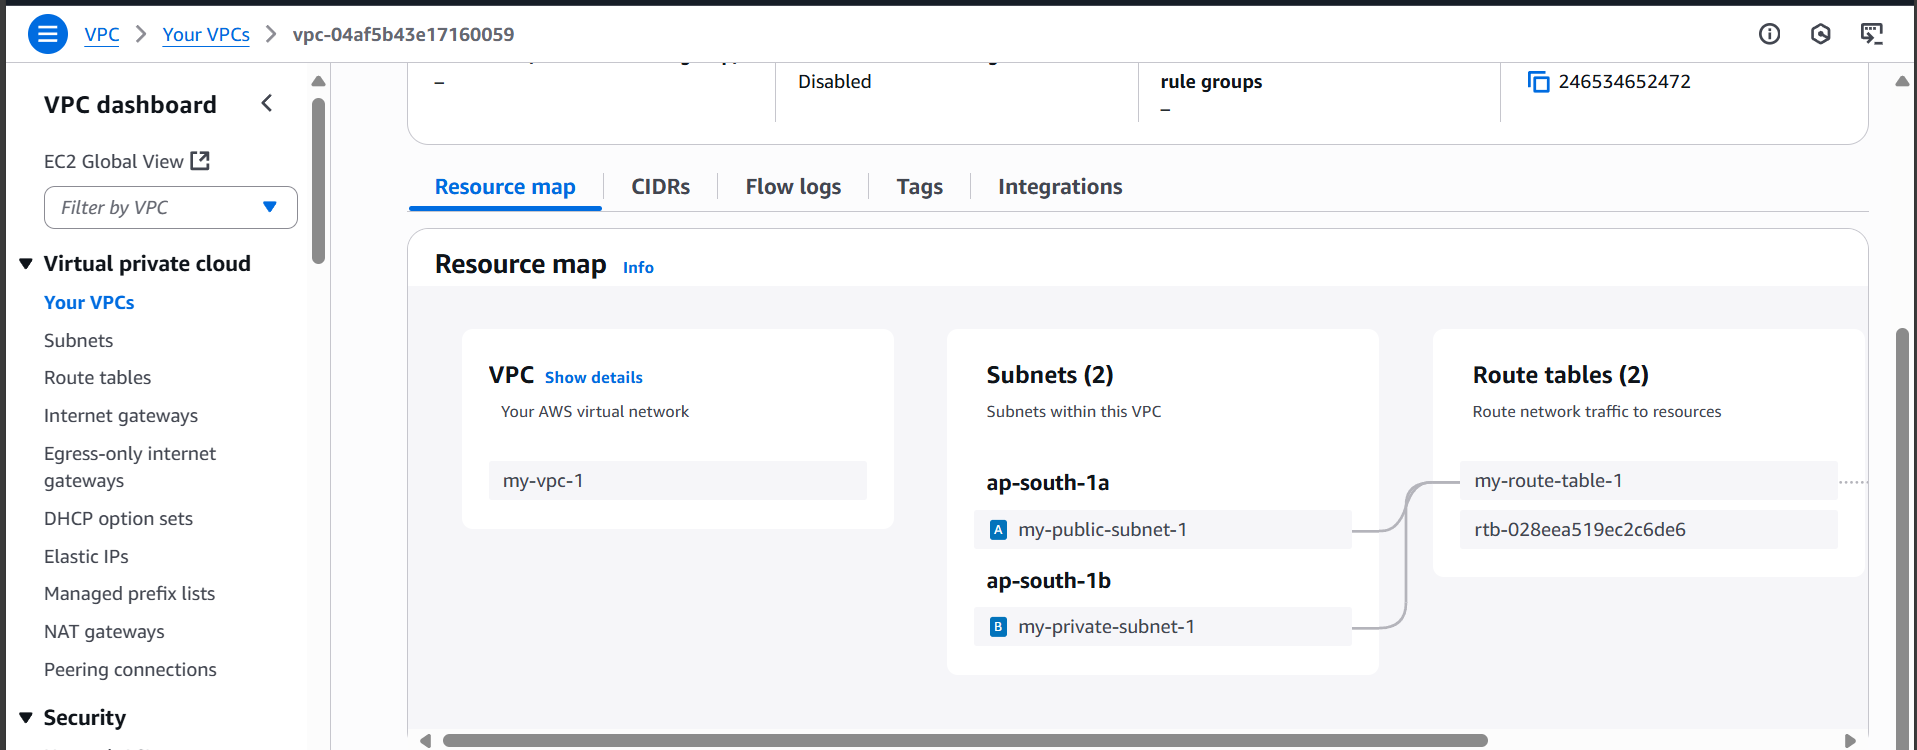 VPC
Your VPCs
vpc-04af5b43e17160059
VPC dashboard
EC2 Global View
Filter by VPC
Virtual private cloud
Your VPCs
Subnets
Route tables
Internet gateways
Egress-only internet
gateways
DHCP option sets
Elastic IPs
Managed prefix lists
NAT gateways
Peering connections
Security
–
Disabled
rule groups
–
246534652472
Resource map
CIDRs
Flow logs
Tags
Integrations
Resource map Info
VPC Show details
Your AWS virtual network
my-vpc-1
Subnets (2)
Subnets within this VPC
ap-south-1a
A my-public-subnet-1
ap-south-1b
B my-private-subnet-1
Route tables (2)
Route network traffic to resources
my-route-table-1
rtb-028eea519ec2c6de6